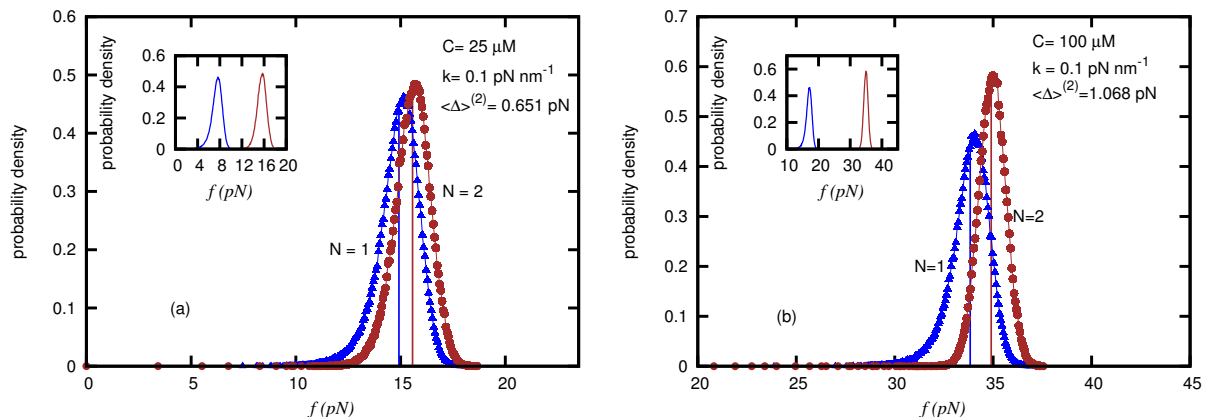 0.6
0.5
0.4
0.3
0.2
0.1
0
0 5 10 15 20
probability density
f (pN)
C= 25 μM
k= 0.1 pN nm⁻¹
<Δ>⁽²⁾= 0.651 pN
N = 1
N = 2
(a)
0.6
0.4
0.2
0
0 4 8 12 16 20
probability density
f (pN)
0.7
0.6
0.5
0.4
0.3
0.2
0.1
0
20 25 30 35 40 45
probability density
f (pN)
C= 100 μM
k = 0.1 pN nm⁻¹
<Δ>⁽²⁾=1.068 pN
N=1
N=2
(b)
0.6
0.4
0.2
0
10 20 30 40
probability density
f (pN)